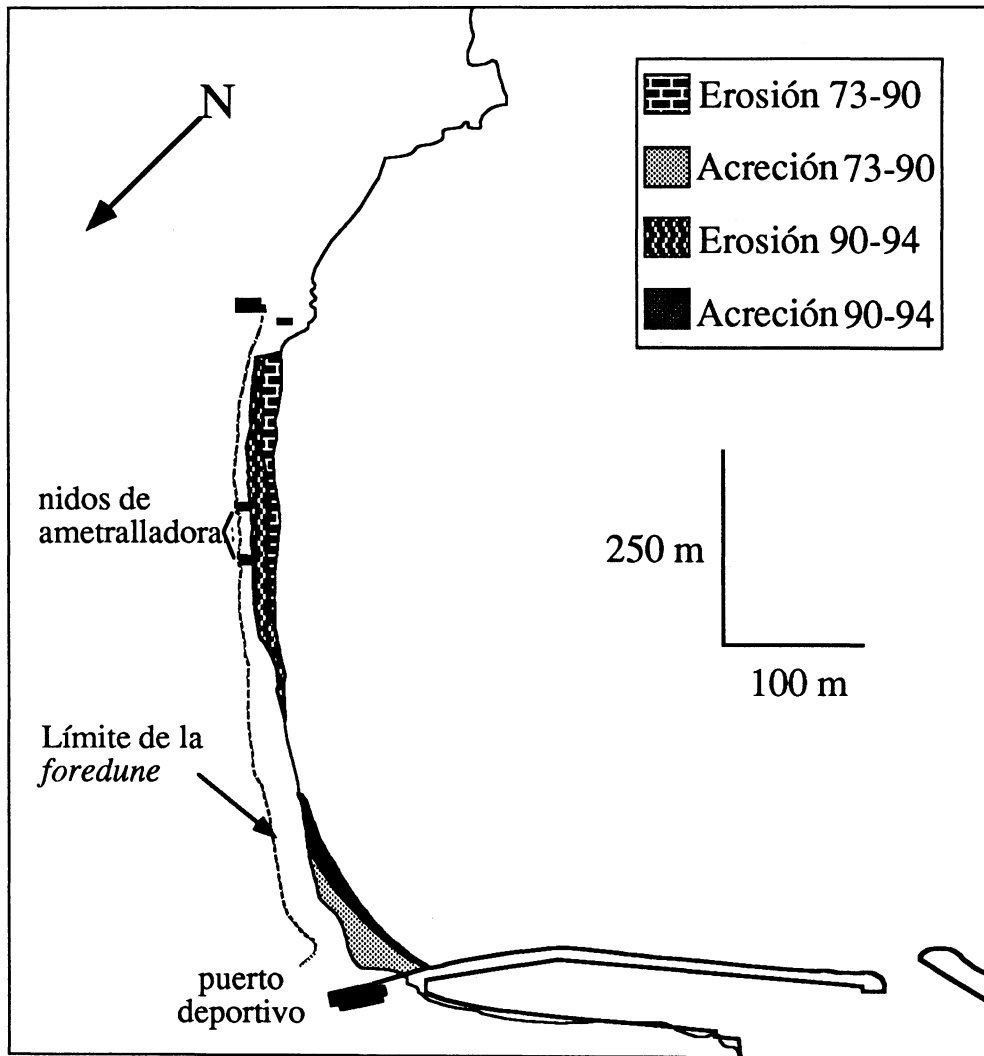 N
Erosión 73-90
Acreción 73-90
Erosión 90-94
Acreción 90-94
nidos de
ametralladora
250 m
100 m
Límite de la
foredune
puerto
deportivo